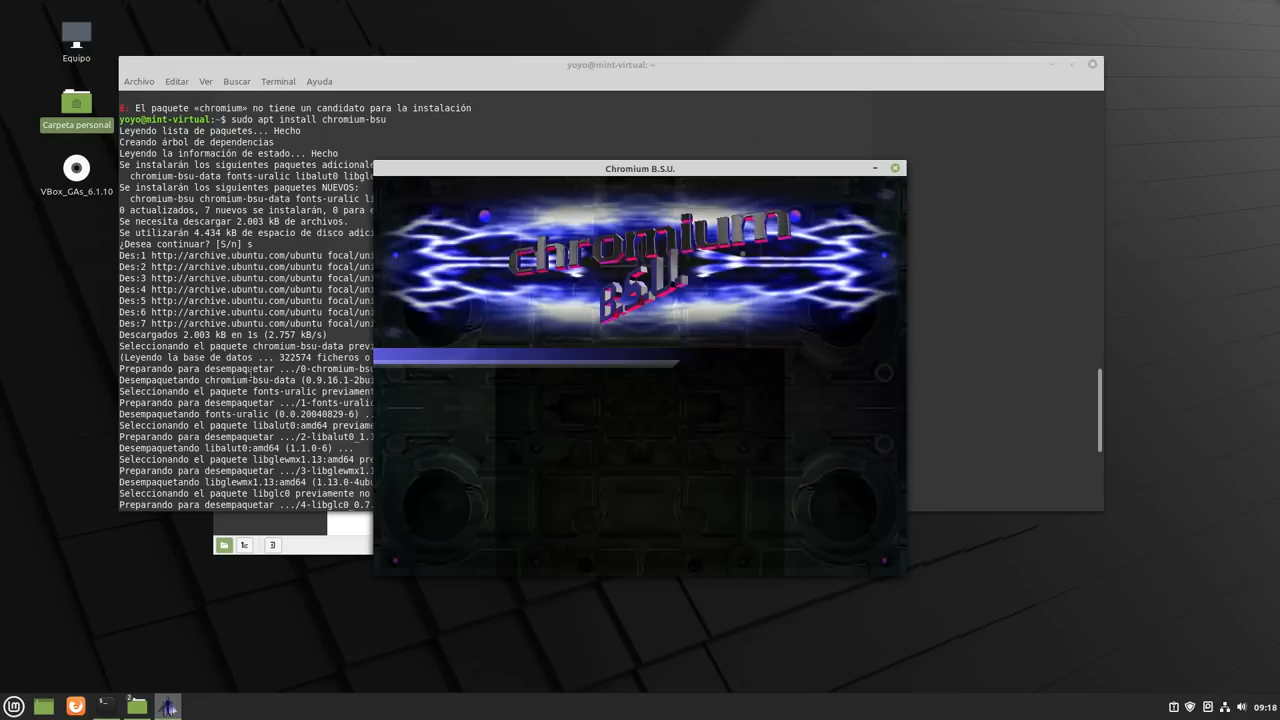 Equipo
Carpeta personal
VBox_GAs_6.1.10
yoyo@mint-virtual: ~
Archivo Editar Ver Buscar Terminal Ayuda
E: El paquete «chromium» no tiene un candidato para la instalación
yoyo@mint-virtual:~$ sudo apt install chromium-bsu
Leyendo lista de paquetes... Hecho
Creando árbol de dependencias
Leyendo la información de estado... Hecho
Se instalarán los siguientes paquetes adicionale
chromium-bsu-data fonts-uralic libalut0 libglc
Se instalarán los siguientes paquetes NUEVOS:
chromium-bsu chromium-bsu-data fonts-uralic li
0 actualizados, 7 nuevos se instalarán, 0 para e
Se necesita descargar 2.003 kB de archivos.
Se utilizarán 4.434 kB de espacio de disco adici
¿Desea continuar? [S/n] s
Des:1 http://archive.ubuntu.com/ubuntu focal/uni
Des:2 http://archive.ubuntu.com/ubuntu focal/uni
Des:3 http://archive.ubuntu.com/ubuntu focal/uni
Des:4 http://archive.ubuntu.com/ubuntu focal/uni
Des:5 http://archive.ubuntu.com/ubuntu focal/uni
Des:6 http://archive.ubuntu.com/ubuntu focal/uni
Des:7 http://archive.ubuntu.com/ubuntu focal/uni
Descargados 2.003 kB en 1s (2.757 kB/s)
Seleccionando el paquete chromium-bsu-data previ
(Leyendo la base de datos ... 322574 ficheros o
Preparando para desempaquetar .../0-chromium-bsu
Desempaquetando chromium-bsu-data (0.9.16.1-2bui
Seleccionando el paquete fonts-uralic previament
Preparando para desempaquetar .../1-fonts-uralic
Desempaquetando fonts-uralic (0.0.20040829-6) ..
Seleccionando el paquete libalut0:amd64 previame
Preparando para desempaquetar .../2-libalut0_1.1
Desempaquetando libalut0:amd64 (1.1.0-6) ...
Seleccionando el paquete libglewmx1.13:amd64 pre
Preparando para desempaquetar .../3-libglewmx1.1
Desempaquetando libglewmx1.13:amd64 (1.13.0-4ubu
Seleccionando el paquete libglc0 previamente no
Preparando para desempaquetar .../4-libglc0_0.7.
Chromium B.S.U.
chromium
B.S.U.
09:18